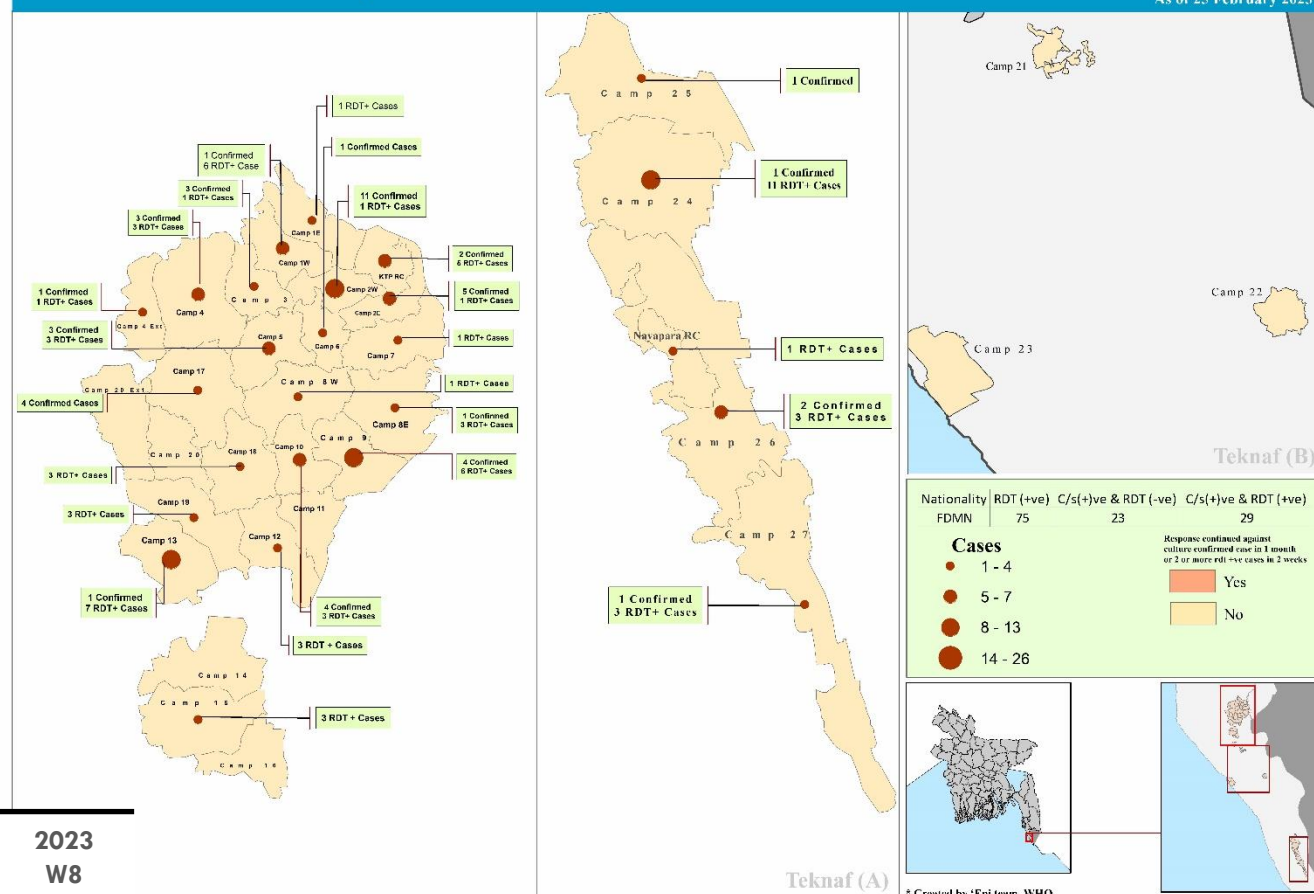 As of 25 February 2023
1 RDT+ Cases
1 Confirmed
6 RDT+ Case
1 Confirmed Cases
3 Confirmed
1 RDT+ Cases
11 Confirmed
1 RDT+ Cases
3 Confirmed
3 RDT+ Cases
Camp 1E
Camp 1W
2 Confirmed
5 RDT+ Cases
KTP RC
1 Confirmed
1 RDT+ Cases
Camp 4 Ext
Camp 4
Camp 3
Camp 2W
Camp 2E
5 Confirmed
1 RDT+ Cases
3 Confirmed
3 RDT+ Cases
Camp 5
Camp 6
Camp 7
1 RDT+ Cases
Camp 17
Camp 8W
1 RDT+ Cases
Camp 20 Ext
4 Confirmed Cases
Camp 8E
1 Confirmed
3 RDT+ Cases
Camp 9
Camp 20
Camp 18
Camp 10
4 Confirmed
6 RDT+ Cases
3 RDT+ Cases
Camp 19
Camp 11
3 RDT+ Cases
Camp 13
Camp 12
1 Confirmed
7 RDT+ Cases
4 Confirmed
3 RDT+ Cases
3 RDT + Cases
Camp 14
Camp 15
3 RDT + Cases
Camp 16
2023
W8
1 Confirmed
Camp 25
1 Confirmed
11 RDT+ Cases
Camp 24
Nayapara RC
1 RDT+ Cases
2 Confirmed
3 RDT+ Cases
Camp 26
Camp 27
1 Confirmed
3 RDT+ Cases
Teknaf (A)
Camp 21
Camp 22
Camp 23
Teknaf (B)
Nationality RDT (+ve) C/s(+)ve & RDT (-ve) C/s(+)ve & RDT (+ve)
FDMN 75 23 29
Cases
1 - 4
5 - 7
8 - 13
14 - 26
Response continued against
culture confirmed case in 1 month
or 2 or more rdt +ve cases in 2 weeks
Yes
No
* Created by 'Epi team, WHO